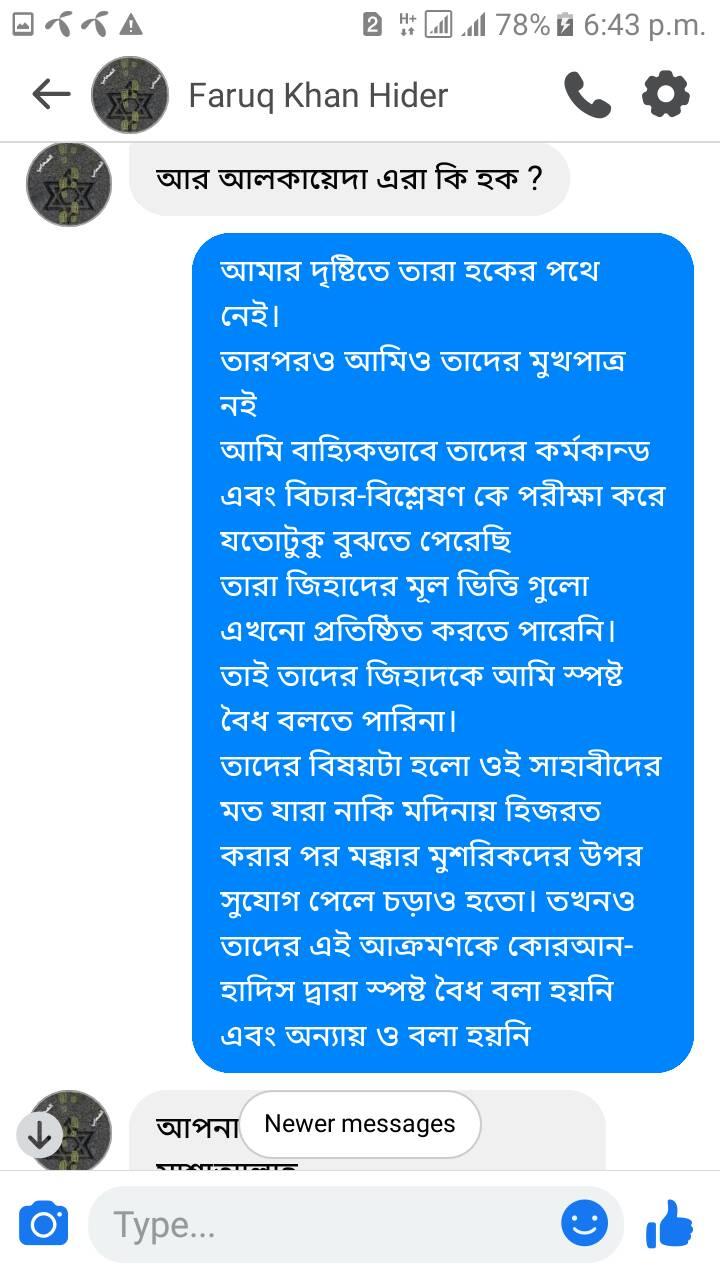 2 H+ 78% 6:43 p.m.
Faruq Khan Hider
আর আলকায়েদা এরা কি হক ?
আমার দৃষ্টিতে তারা হকের পথে
নেই।
তারপরও আমিও তাদের মুখপাত্র
নই
আমি বাহ্যিকভাবে তাদের কর্মকান্ড
এবং বিচার-বিশ্লেষণ কে পরীক্ষা করে
যতোটুকু বুঝতে পেরেছি
তারা জিহাদের মূল ভিত্তি গুলো
এখনো প্রতিষ্ঠিত করতে পারেনি।
তাই তাদের জিহাদকে আমি স্পষ্ট
বৈধ বলতে পারিনা।
তাদের বিষয়টা হলো ওই সাহাবীদের
মত যারা নাকি মদিনায় হিজরত
করার পর মক্কার মুশরিকদের উপর
সুযোগ পেলে চড়াও হতো। তখনও
তাদের এই আক্রমণকে কোরআন-
হাদিস দ্বারা স্পষ্ট বৈধ বলা হয়নি
এবং অন্যায় ও বলা হয়নি
আপনা
Newer messages
Type...